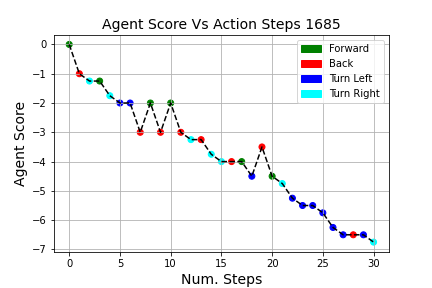 Agent Score Vs Action Steps 1685
Forward
Back
Turn Left
Turn Right
Agent Score
0
−1
−2
−3
−4
−5
−6
−7
0 5 10 15 20 25 30
Num. Steps